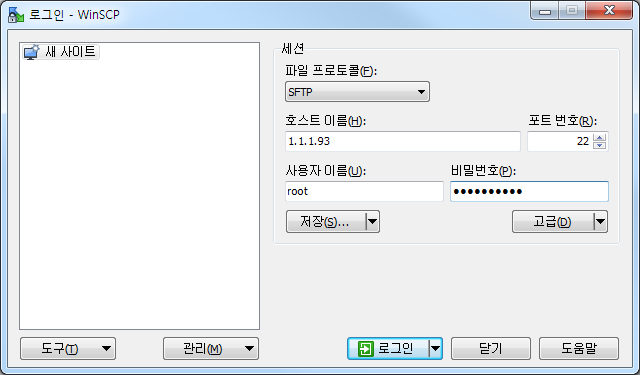 로그인 - WinSCP
새 사이트
세션
파일 프로토콜(F):
SFTP
호스트 이름(H):
포트 번호(R):
1.1.1.93
22
사용자 이름(U):
비밀번호(P):
root
●●●●●●●●●●
저장(S)...
고급(D)
도구(T)
관리(M)
로그인
닫기
도움말